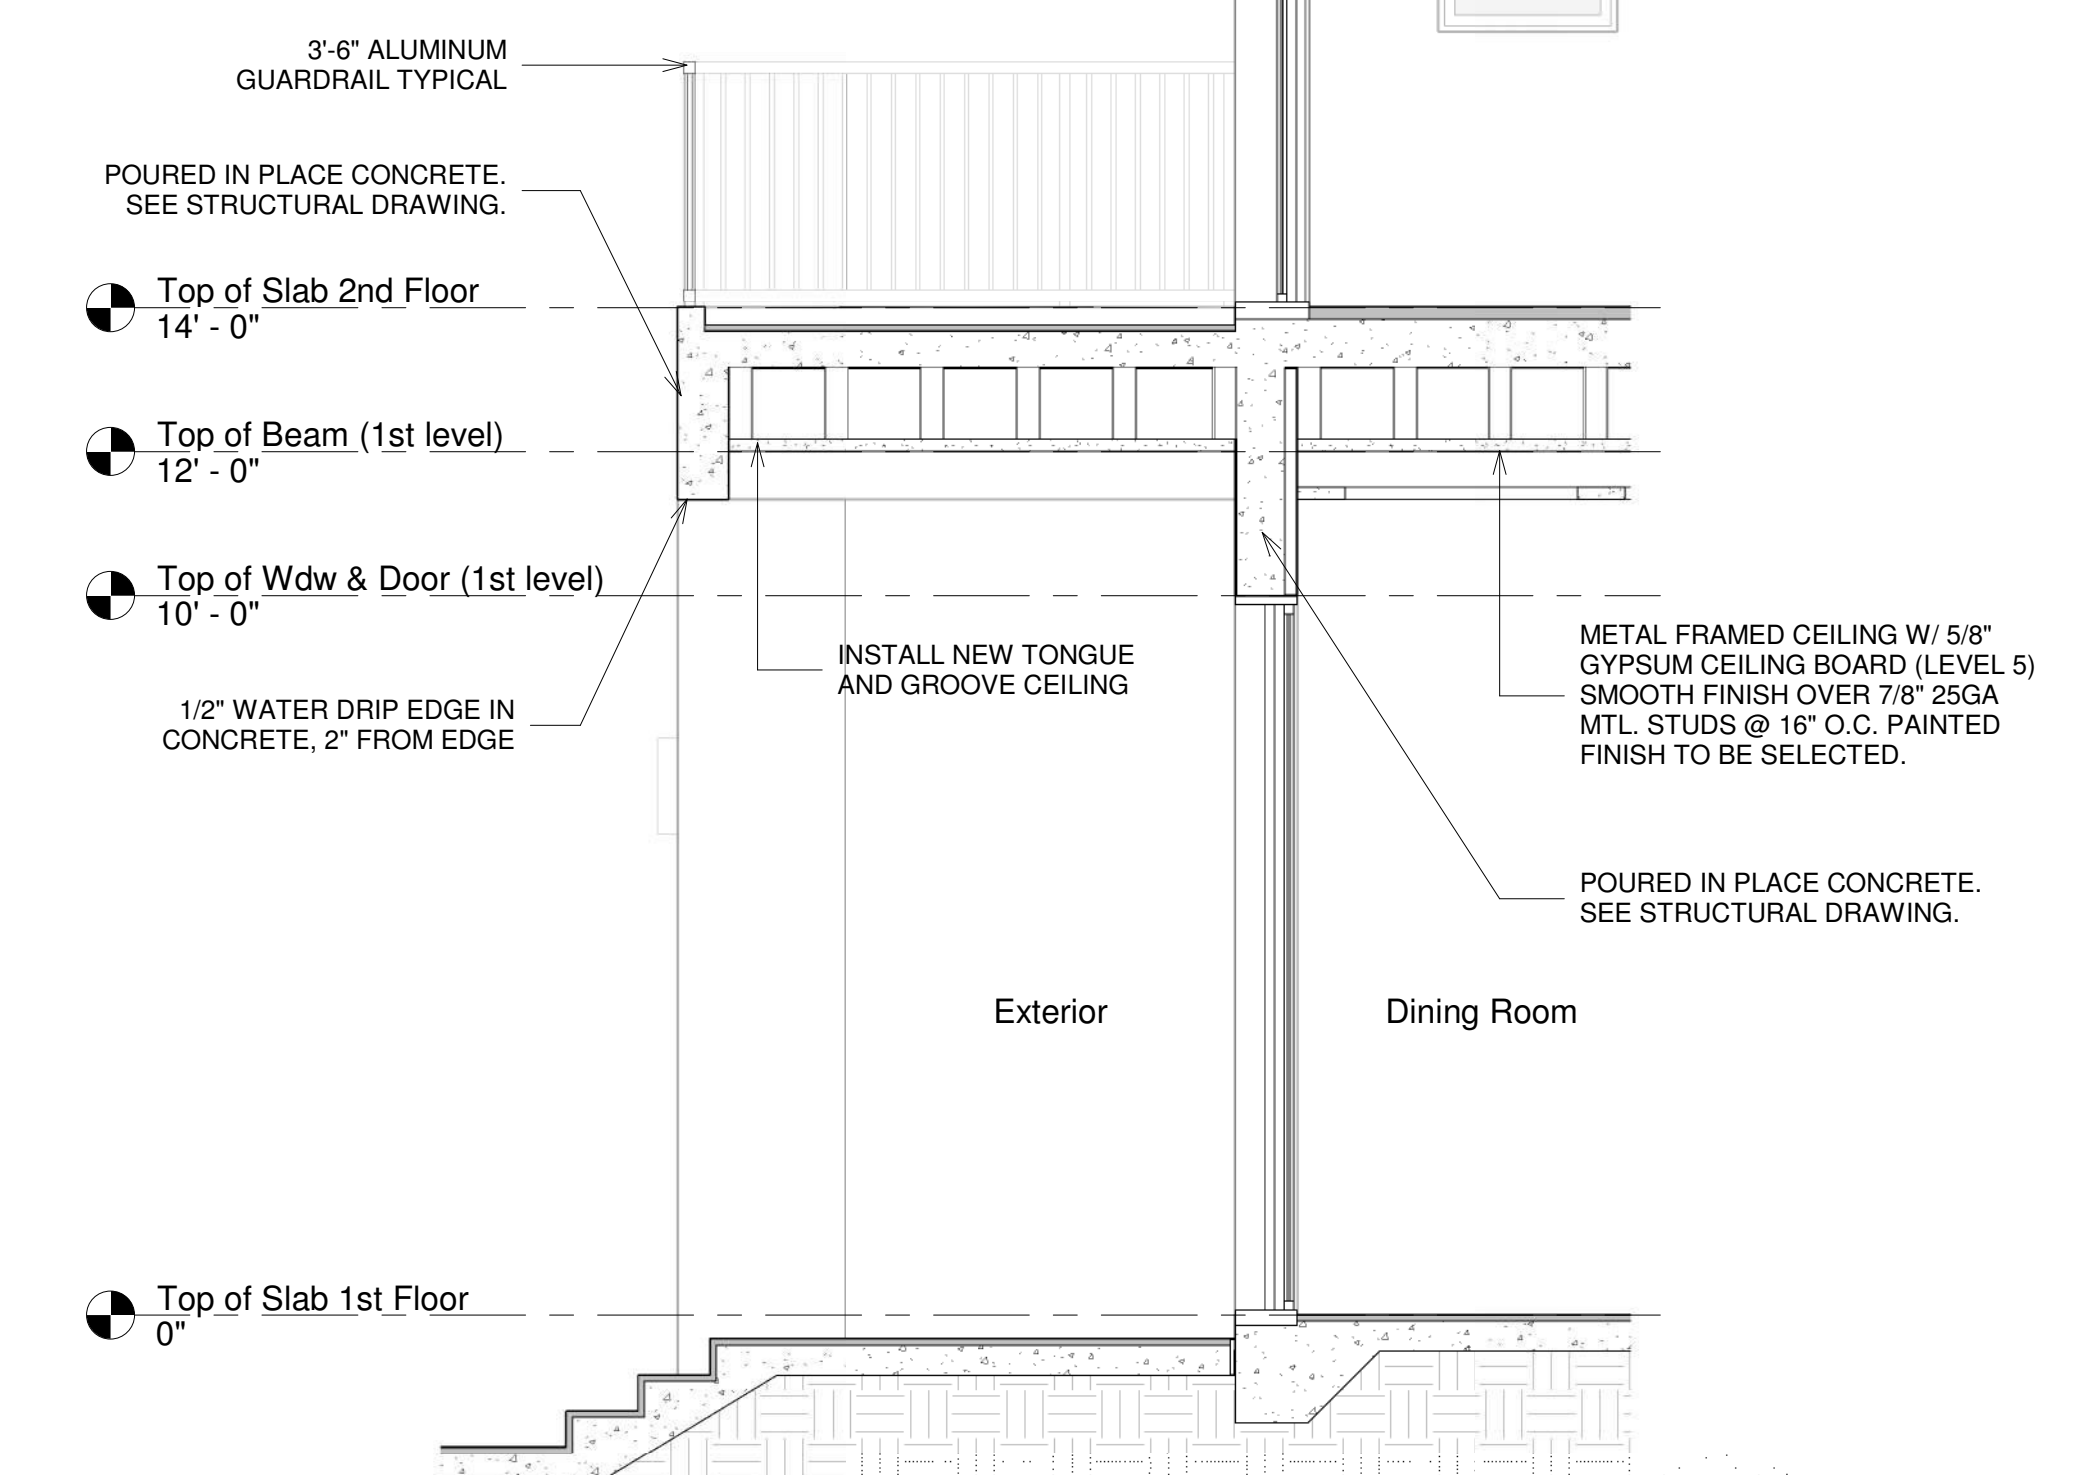 3'-6" ALUMINUM
GUARDRAIL TYPICAL
POURED IN PLACE CONCRETE.
SEE STRUCTURAL DRAWING.
Top of Slab 2nd Floor
14' - 0"
Top of Beam (1st level)
12' - 0"
Top of Wdw & Door (1st level)
10' - 0"
INSTALL NEW TONGUE
AND GROOVE CEILING
1/2" WATER DRIP EDGE IN
CONCRETE, 2" FROM EDGE
METAL FRAMED CEILING W/ 5/8"
GYPSUM CEILING BOARD (LEVEL 5)
SMOOTH FINISH OVER 7/8" 25GA
MTL. STUDS @ 16" O.C. PAINTED
FINISH TO BE SELECTED.
POURED IN PLACE CONCRETE.
SEE STRUCTURAL DRAWING.
Exterior
Dining Room
Top of Slab 1st Floor
0"